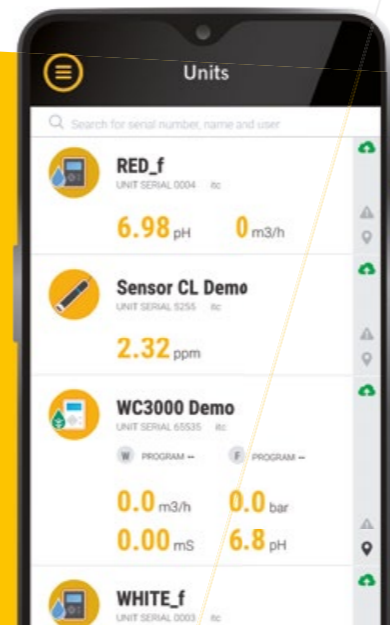 Units
Search for serial number, name and user
RED_f
UNIT SERIAL 0004 itc
6.98 pH 0 m3/h
Sensor CL Demo
UNIT SERIAL 5255 itc
2.32 ppm
WC3000 Demo
UNIT SERIAL 65535 itc
W PROGRAM -- F PROGRAM --
0.0 m3/h 0.0 bar
0.00 mS 6.8 pH
WHITE_f
UNIT SERIAL 0003 itc